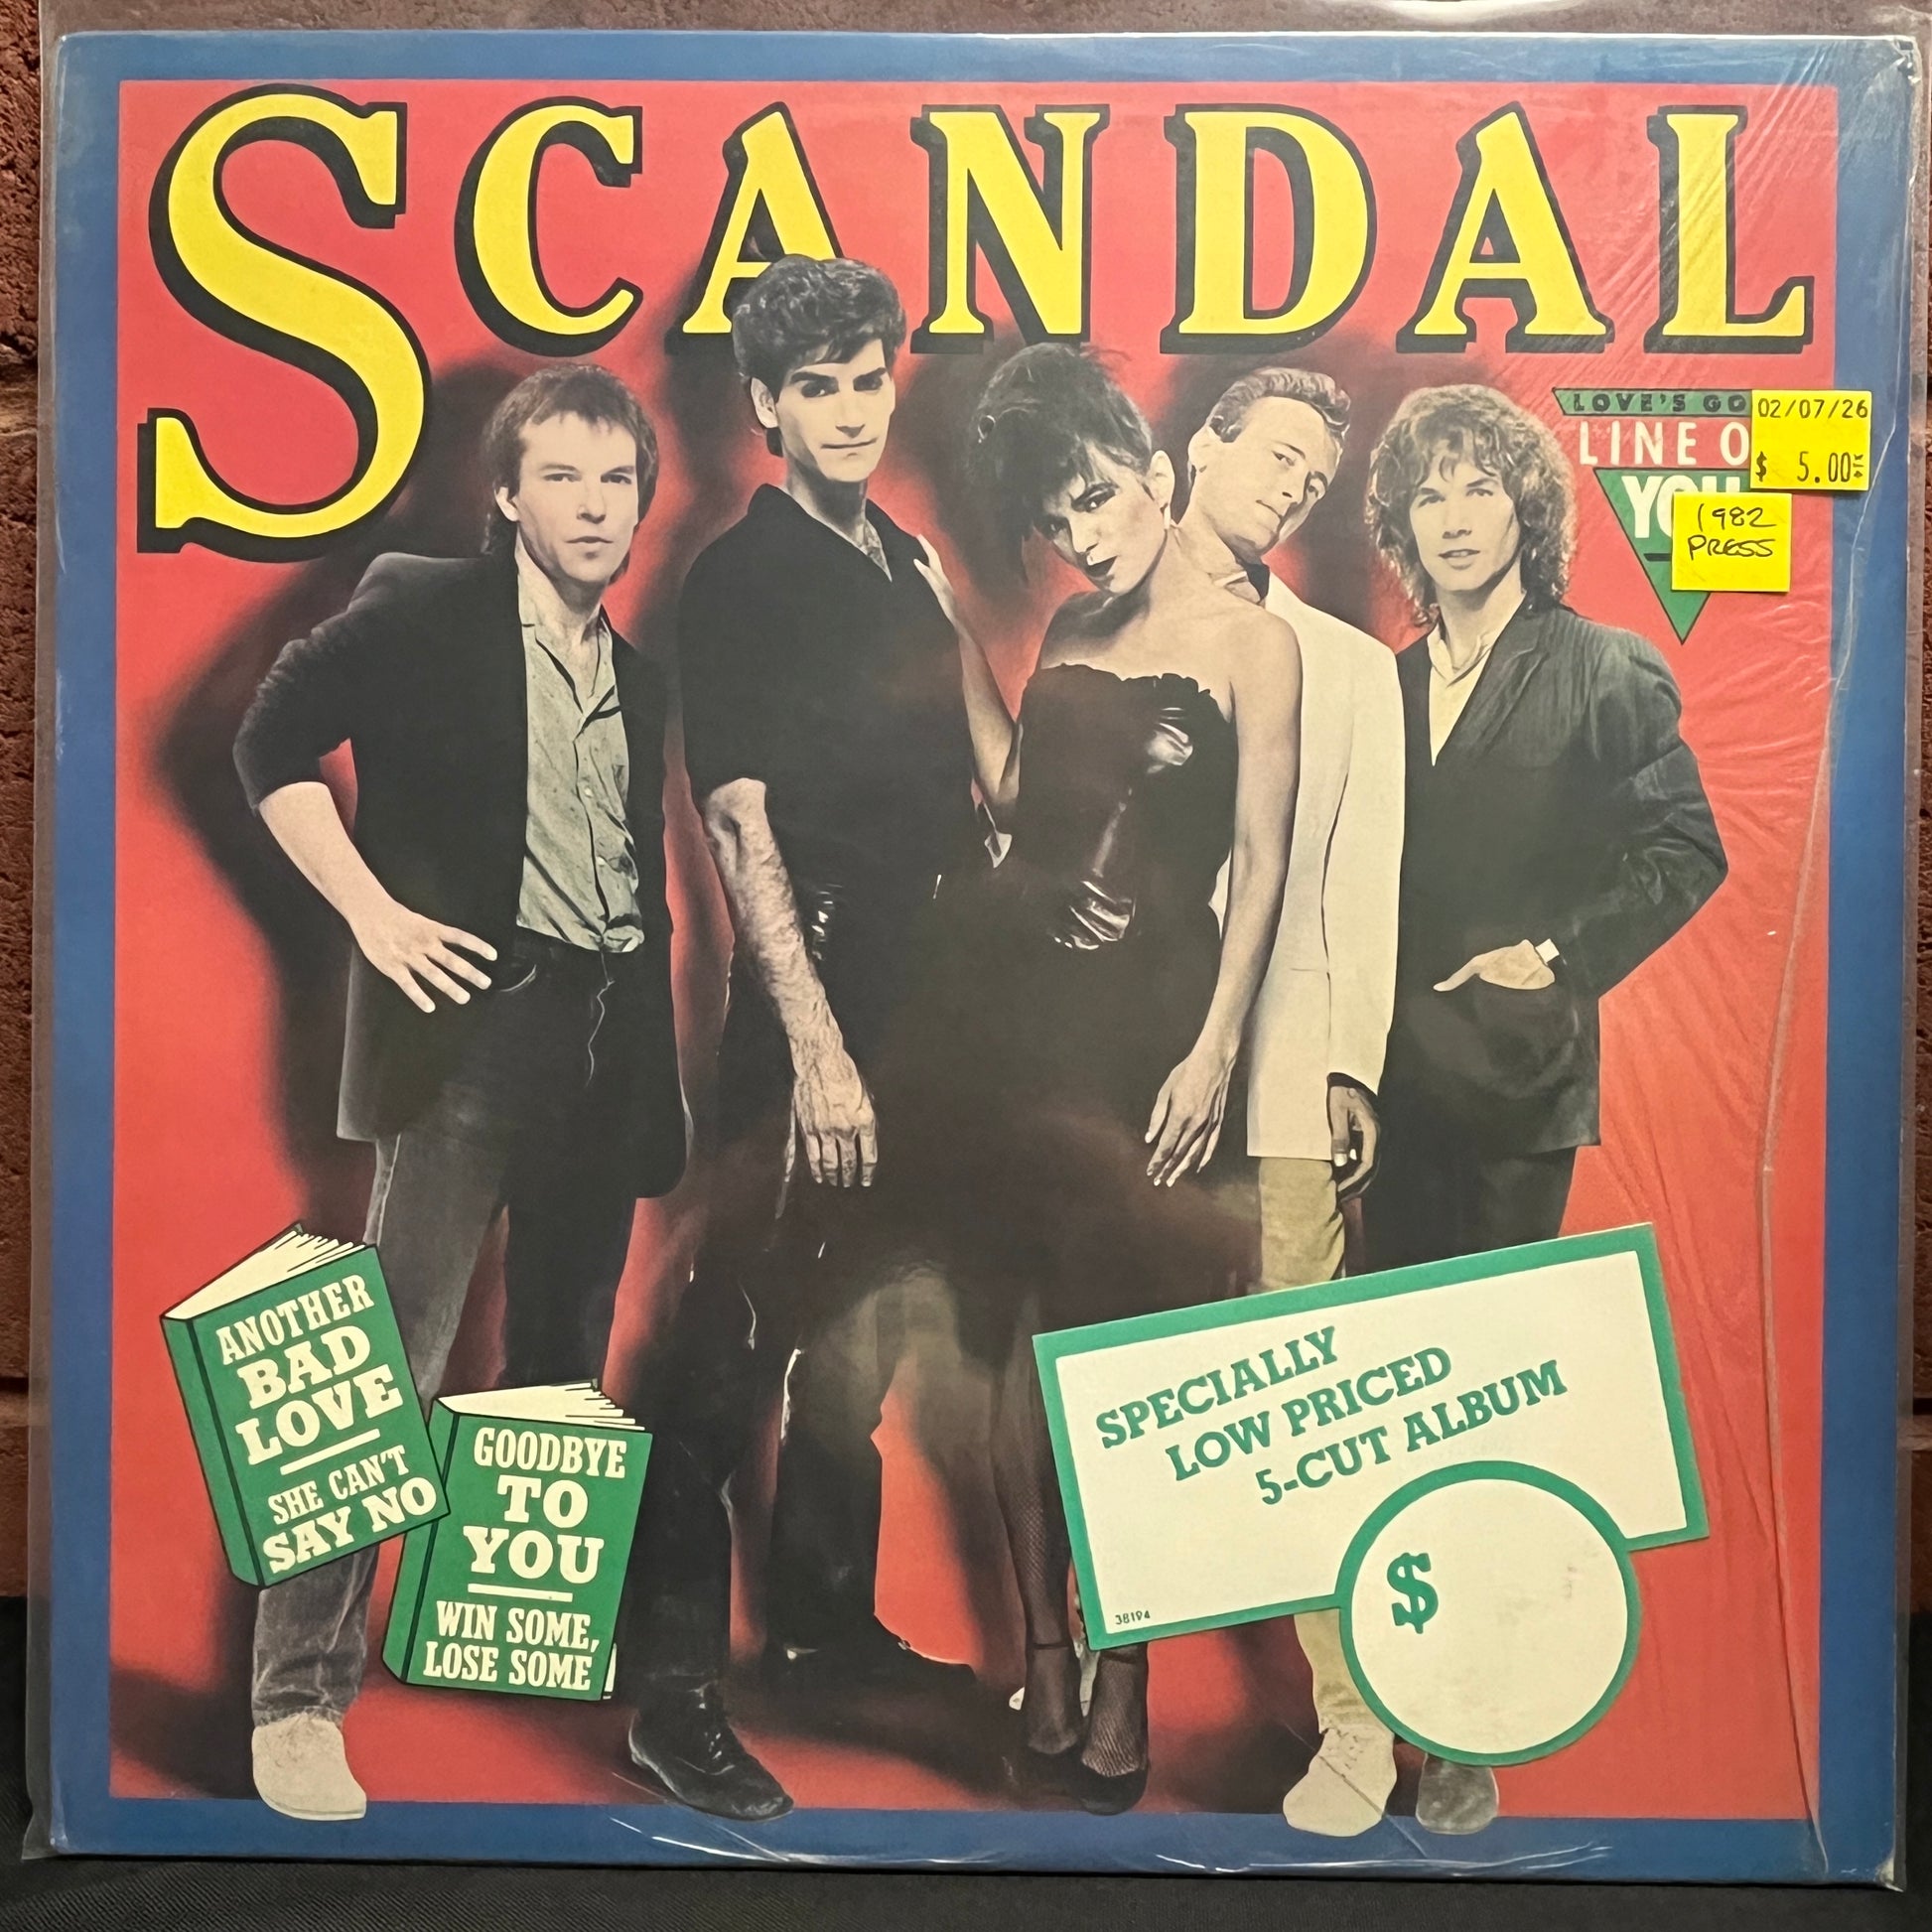 SCANDAL
LOVE'S GO
LINE O
YOU
02/07/26
$ 5.00
1982
PRESS
ANOTHER
BAD
LOVE
SHE CAN'T
SAY NO
GOODBYE
TO
YOU
WIN SOME,
LOSE SOME
SPECIALLY
LOW PRICED
5-CUT ALBUM
$
38194